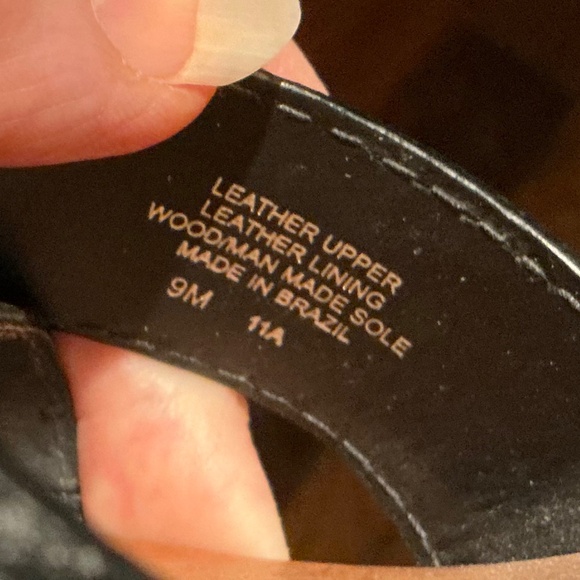 LEATHER UPPER
LEATHER LINING
WOOD/MAN MADE SOLE
MADE IN BRAZIL
9M 11A